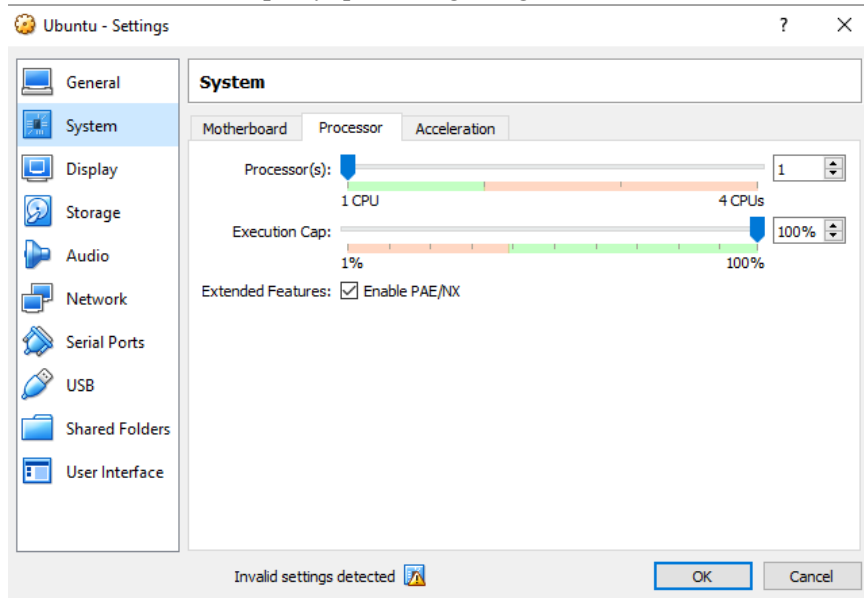 Ubuntu - Settings ?
General
System
Display
Storage
Audio
Network
Serial Ports
USB
Shared Folders
User Interface
System
Motherboard Processor Acceleration
Processor(s): 1
1 CPU 4 CPUs
Execution Cap: 100%
1% 100%
Extended Features: Enable PAE/NX
Invalid settings detected OK Cancel